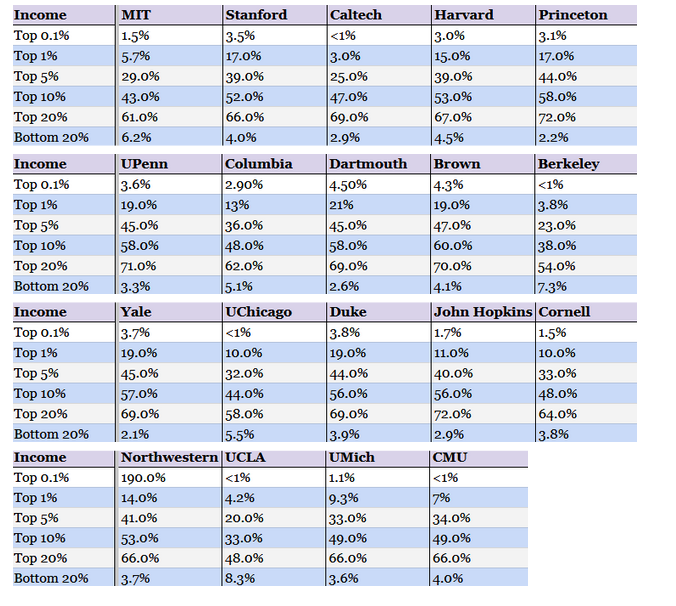 Income MIT Stanford Caltech Harvard Princeton
Top 0.1% 1.5% 3.5% <1% 3.0% 3.1%
Top 1% 5.7% 17.0% 3.0% 15.0% 17.0%
Top 5% 29.0% 39.0% 25.0% 39.0% 44.0%
Top 10% 43.0% 52.0% 47.0% 53.0% 58.0%
Top 20% 61.0% 66.0% 69.0% 67.0% 72.0%
Bottom 20% 6.2% 4.0% 2.9% 4.5% 2.2%
Income UPenn Columbia Dartmouth Brown Berkeley
Top 0.1% 3.6% 2.90% 4.50% 4.3% <1%
Top 1% 19.0% 13% 21% 19.0% 3.8%
Top 5% 45.0% 36.0% 45.0% 47.0% 23.0%
Top 10% 58.0% 48.0% 58.0% 60.0% 38.0%
Top 20% 71.0% 62.0% 69.0% 70.0% 54.0%
Bottom 20% 3.3% 5.1% 2.6% 4.1% 7.3%
Income Yale UChicago Duke John Hopkins Cornell
Top 0.1% 3.7% <1% 3.8% 1.7% 1.5%
Top 1% 19.0% 10.0% 19.0% 11.0% 10.0%
Top 5% 45.0% 32.0% 44.0% 40.0% 33.0%
Top 10% 57.0% 44.0% 56.0% 56.0% 48.0%
Top 20% 69.0% 58.0% 69.0% 72.0% 64.0%
Bottom 20% 2.1% 5.5% 3.9% 2.9% 3.8%
Income Northwestern UCLA UMich CMU
Top 0.1% 190.0% <1% 1.1% <1%
Top 1% 14.0% 4.2% 9.3% 7%
Top 5% 41.0% 20.0% 33.0% 34.0%
Top 10% 53.0% 33.0% 49.0% 49.0%
Top 20% 66.0% 48.0% 66.0% 66.0%
Bottom 20% 3.7% 8.3% 3.6% 4.0%